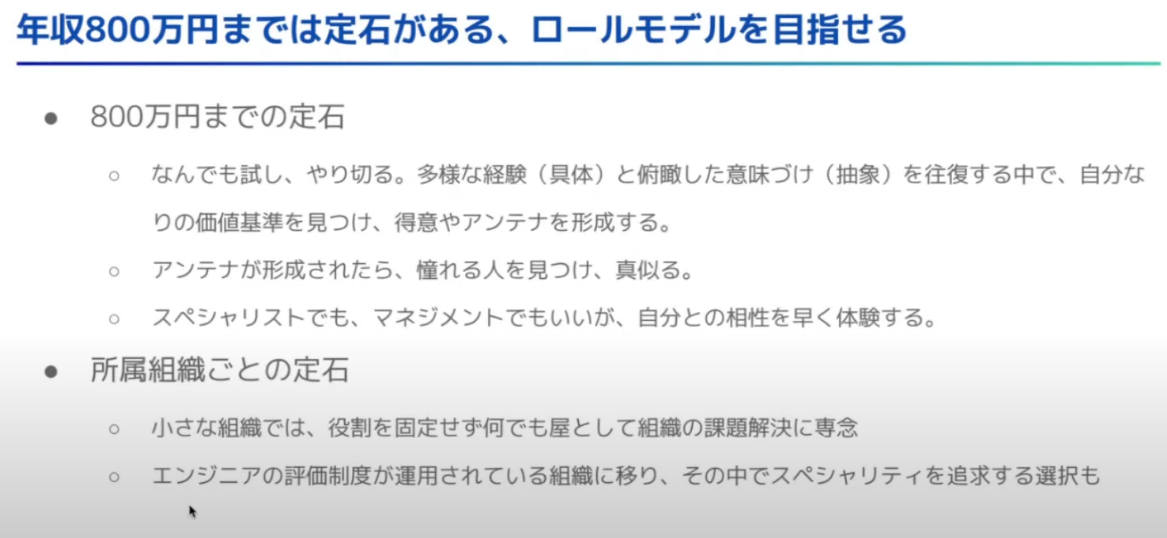 年収800万円までは定石がある、ロールモデルを目指せる
● 800万円までの定石
○ なんでも試し、やり切る。多様な経験（具体）と俯瞰した意味づけ（抽象）を往復する中で、自分な
りの価値基準を見つけ、得意やアンテナを形成する。
○ アンテナが形成されたら、憧れる人を見つけ、真似る。
○ スペシャリストでも、マネジメントでもいいが、自分との相性を早く体験する。
● 所属組織ごとの定石
○ 小さな組織では、役割を固定せず何でも屋として組織の課題解決に専念
○ エンジニアの評価制度が運用されている組織に移り、その中でスペシャリティを追求する選択も